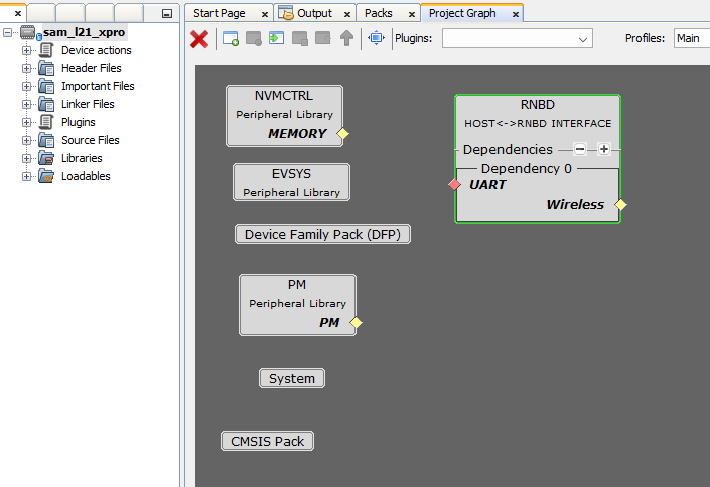 sam_l21_xpro
Device actions
Header Files
Important Files
Linker Files
Plugins
Source Files
Libraries
Loadables
Start Page
Output
Packs
Project Graph
Plugins:
Profiles:
Main
NVMCTRL
Peripheral Library
MEMORY
EVSYS
Peripheral Library
Device Family Pack (DFP)
PM
Peripheral Library
PM
System
CMSIS Pack
RNBD
HOST<->RNBD INTERFACE
Dependencies
Dependency 0
UART
Wireless